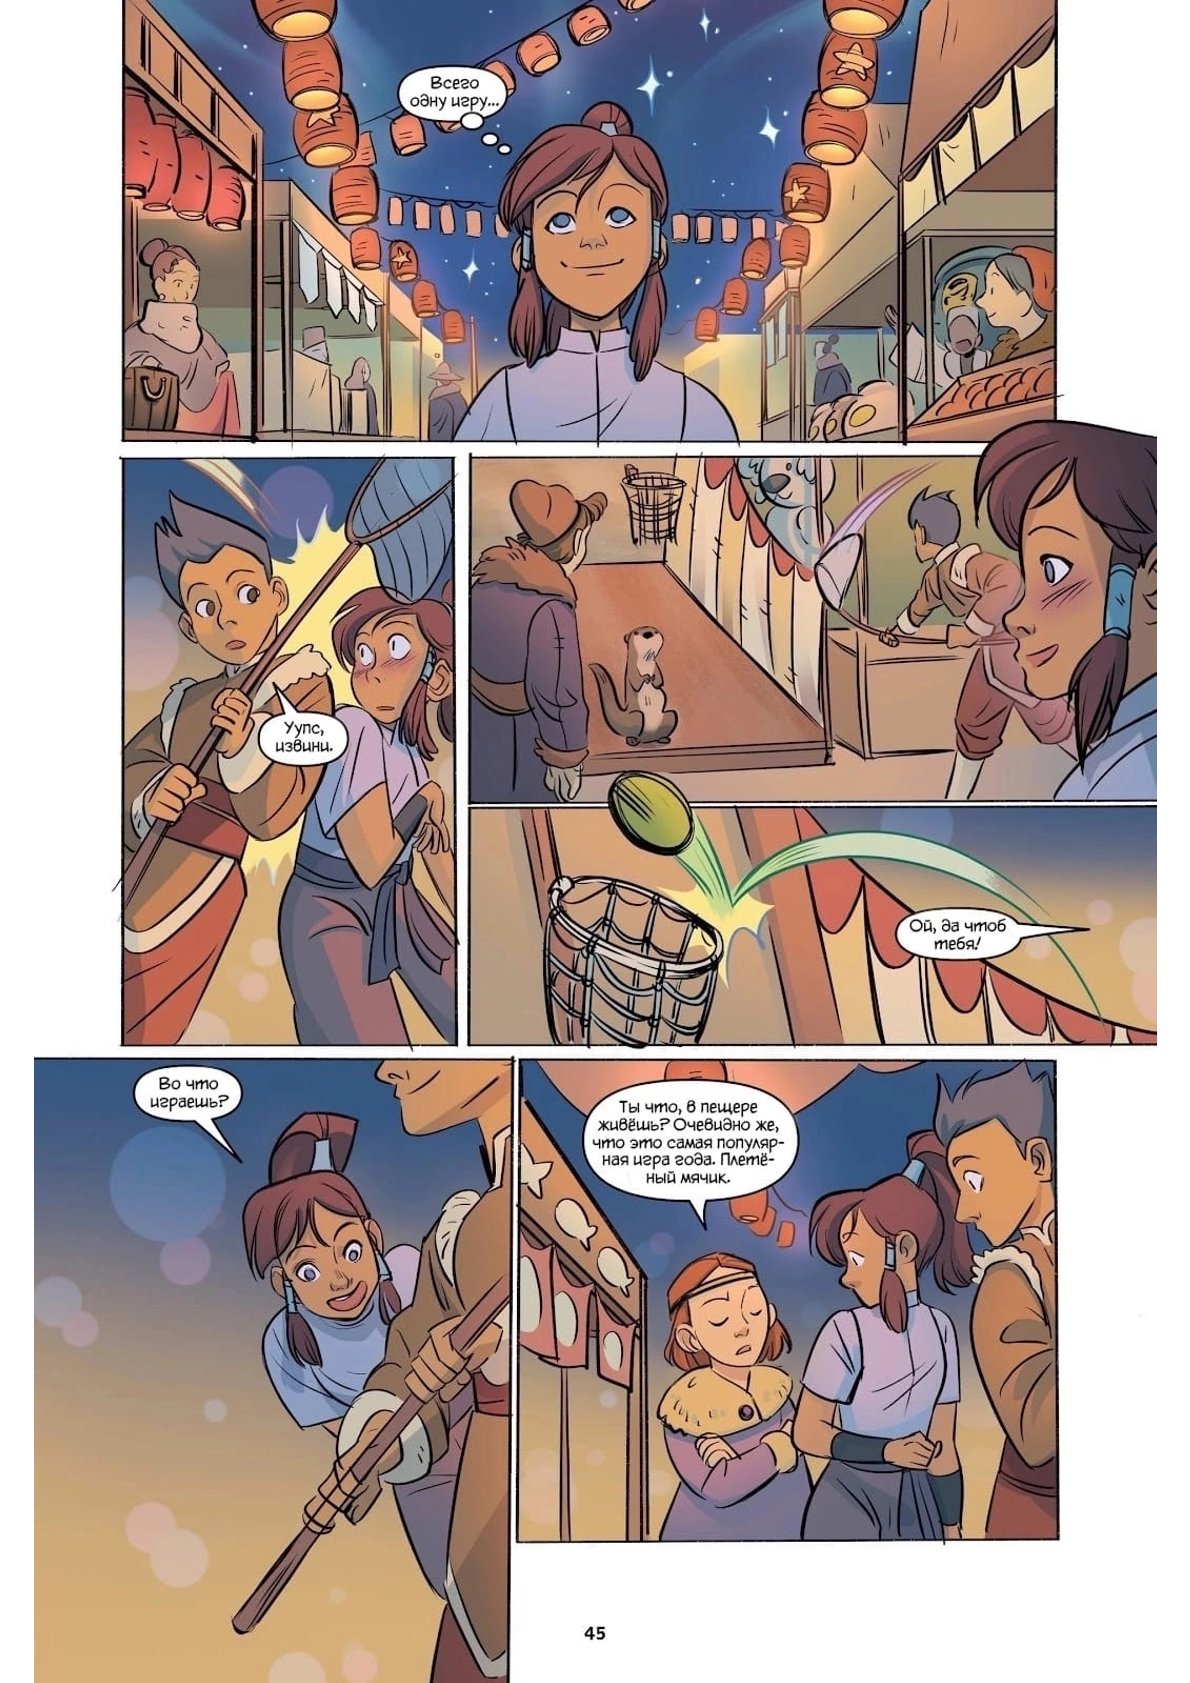 Всего
одну игру...
Уупс,
извини.
Ой, да чтоб
тебя!
Во что
играешь?
Ты что, в пещере
живёшь? Очевидно же,
что это самая популяр-
ная игра года. Плетё-
ный мячик.
45